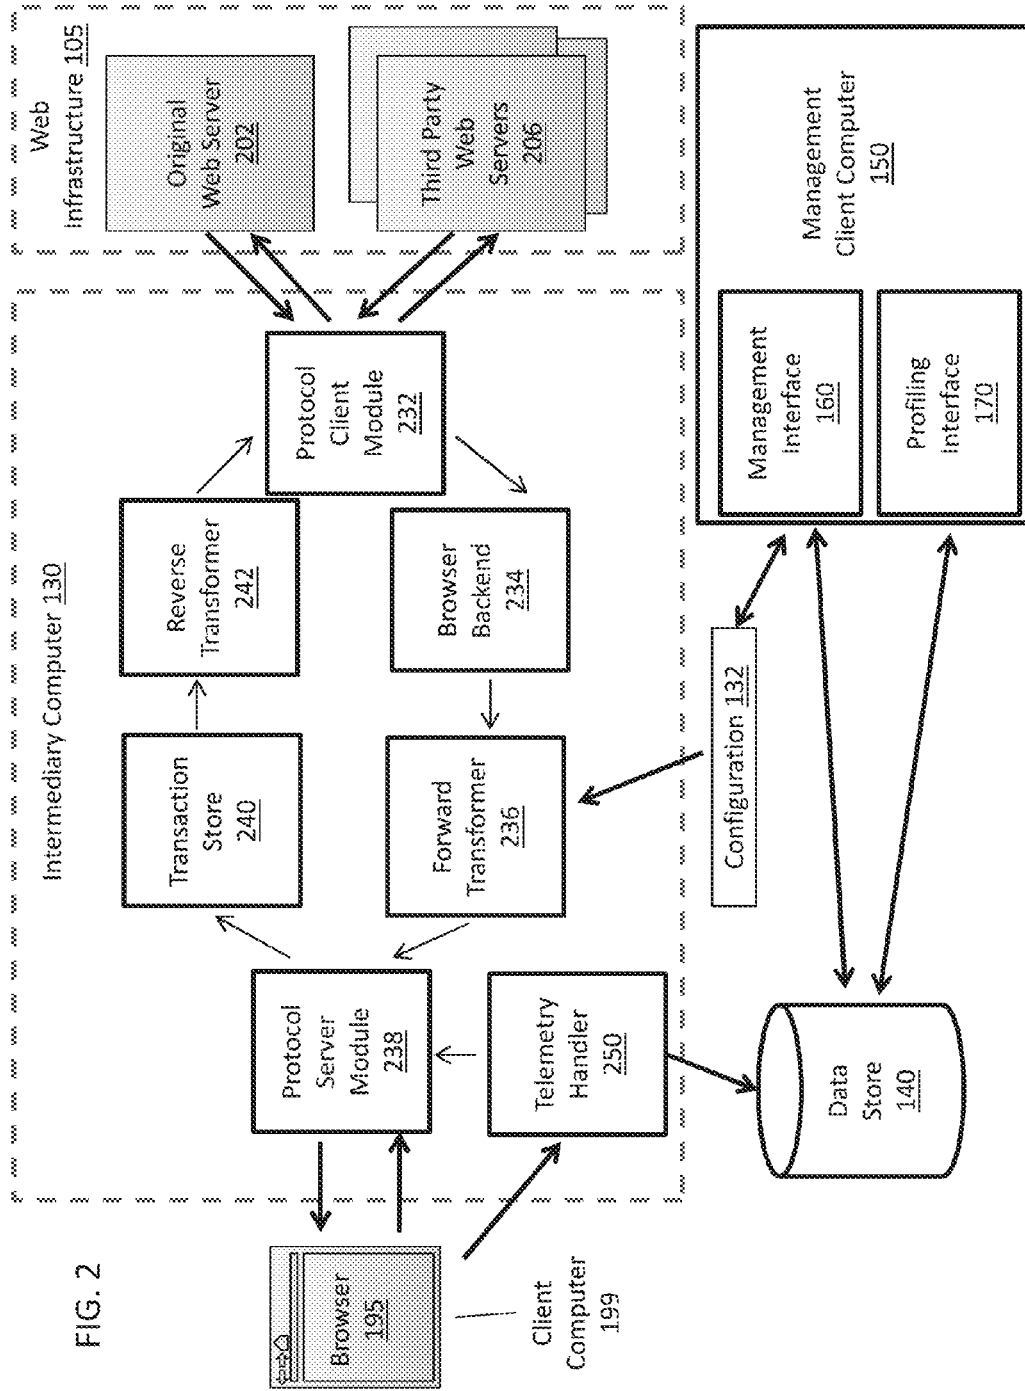 FIG. 2
Browser
195
Client
Computer
199
Intermediary Computer 130
Protocol
Server
Module
238
Telemetry
Handler
250
Transaction
Store
240
Forward
Transformer
236
Reverse
Transformer
242
Browser
Backend
234
Protocol
Client
Module
232
Web
Infrastructure 105
Original
Web Server
202
Third Party
Web
Servers
206
Data
Store
140
Configuration 132
Management
Interface
160
Profiling
Interface
170
Management
Client Computer
150